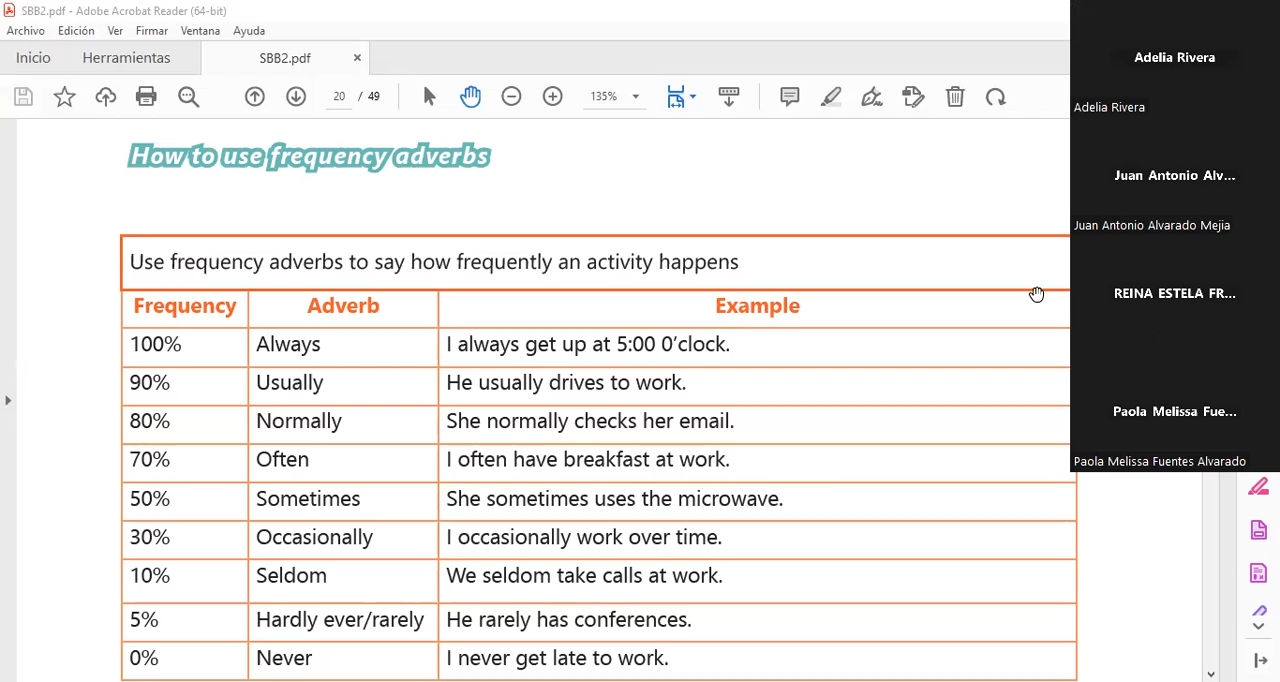 SBB2.pdf - Adobe Acrobat Reader (64-bit)
Archivo Edición Ver Firmar Ventana Ayuda
Inicio Herramientas SBB2.pdf ×
20 / 49 135%
How to use frequency adverbs
Use frequency adverbs to say how frequently an activity happens
Frequency Adverb Example
100% Always I always get up at 5:00 0'clock.
90% Usually He usually drives to work.
80% Normally She normally checks her email.
70% Often I often have breakfast at work.
50% Sometimes She sometimes uses the microwave.
30% Occasionally I occasionally work over time.
10% Seldom We seldom take calls at work.
5% Hardly ever/rarely He rarely has conferences.
0% Never I never get late to work.
Adelia Rivera
Adelia Rivera
Juan Antonio Alv...
Juan Antonio Alvarado Mejia
REINA ESTELA FR...
Paola Melissa Fue...
Paola Melissa Fuentes Alvarado